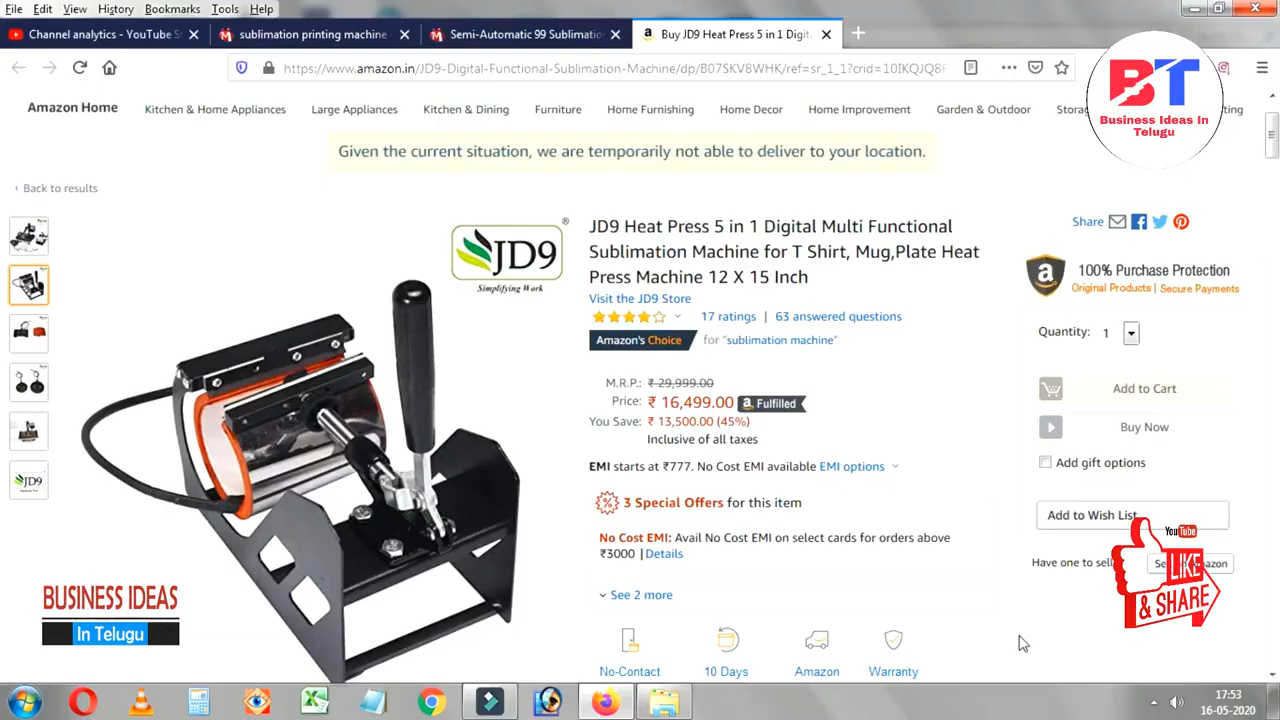 File Edit View History Bookmarks Tools Help
Channel analytics - YouTube S
sublimation printing machine
Semi-Automatic 99 Sublimatio
Buy JD9 Heat Press 5 in 1 Digit
https://www.amazon.in/JD9-Digital-Functional-Sublimation-Machine/dp/B07SKV8WHK/ref=sr_1_1?crid=10IKQJQ8F
Amazon Home
Kitchen & Home Appliances
Large Appliances
Kitchen & Dining
Furniture
Home Furnishing
Home Decor
Home Improvement
Garden & Outdoor
BT
Business Ideas In
Telugu
Given the current situation, we are temporarily not able to deliver to your location.
‹ Back to results
JD9
Simplifying Work
JD9 Heat Press 5 in 1 Digital Multi Functional
Sublimation Machine for T Shirt, Mug,Plate Heat
Press Machine 12 X 15 Inch
Visit the JD9 Store
17 ratings | 63 answered questions
Amazon's Choice for "sublimation machine"
M.R.P.: ₹ 29,999.00
Price: ₹ 16,499.00 Fulfilled
You Save: ₹ 13,500.00 (45%)
Inclusive of all taxes
EMI starts at ₹777. No Cost EMI available EMI options
3 Special Offers for this item
No Cost EMI: Avail No Cost EMI on select cards for orders above
₹3000 | Details
See 2 more
No-Contact
10 Days
Amazon
Warranty
Share
100% Purchase Protection
Original Products | Secure Payments
Quantity: 1
Add to Cart
Buy Now
Add gift options
Add to Wish List
Have one to sell
YouTube
LIKE
& SHARE
BUSINESS IDEAS
In Telugu
17:53
16-05-2020